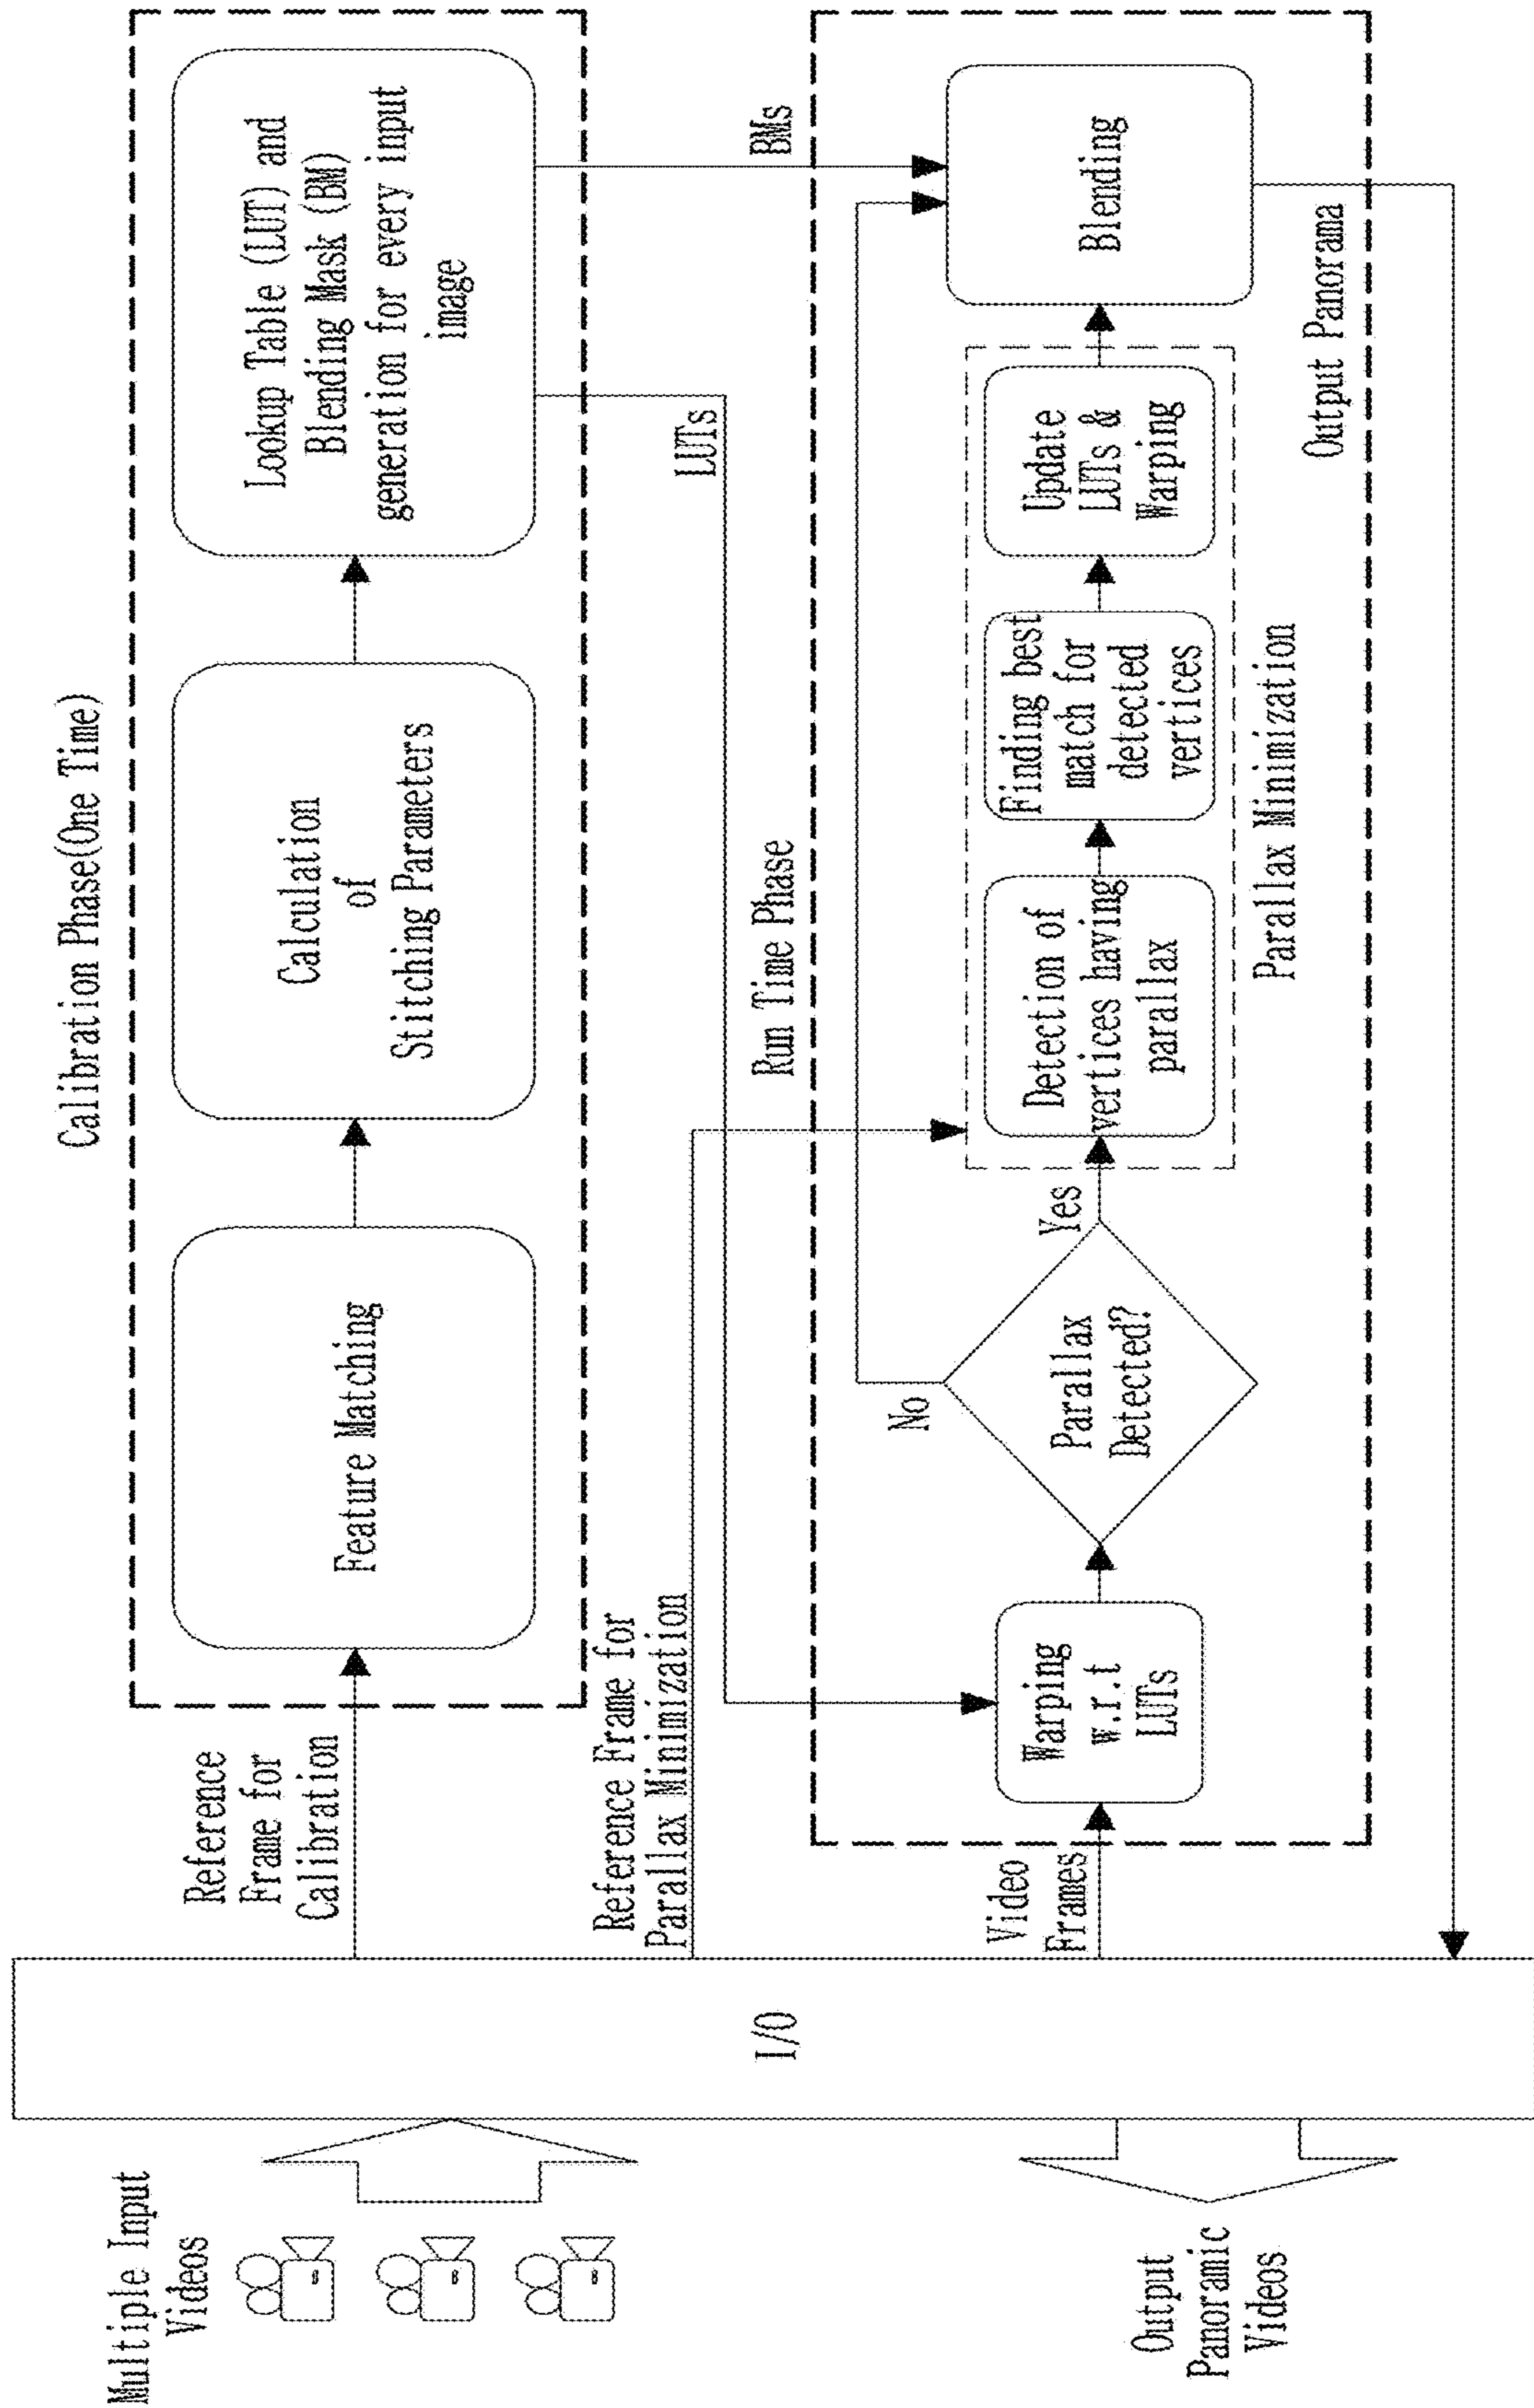 Multiple Input
Videos
Output
Panoramic
Videos
I/O
Reference
Frame for
Calibration
Calibration Phase(One Time)
Feature Matching
Calculation
of
Stitching Parameters
Lookup Table (LUT) and
Blending Mask (BM)
generation for every input
image
Reference Frame for
Parallax Minimization
LUTs
BMs
Run Time Phase
Video
Frames
Warping
w.r.t
LUTs
Parallax
Detected?
No
Yes
Detection of
vertices having
parallax
Finding best
match for
detected
vertices
Update
LUTs &
Warping
Parallax Minimization
Blending
Output Panorama